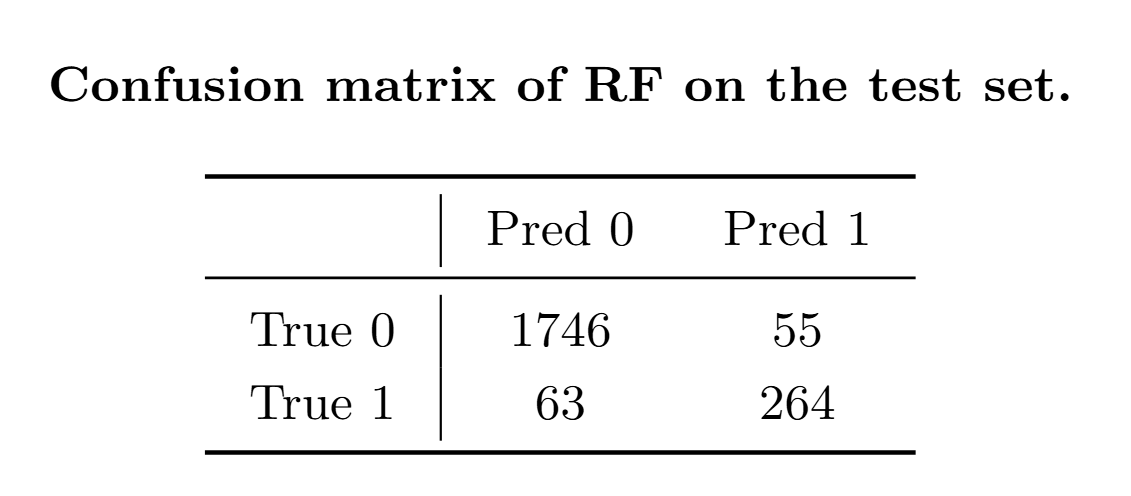 Confusion matrix of RF on the test set.
Pred 0 Pred 1
True 0 1746 55
True 1 63 264